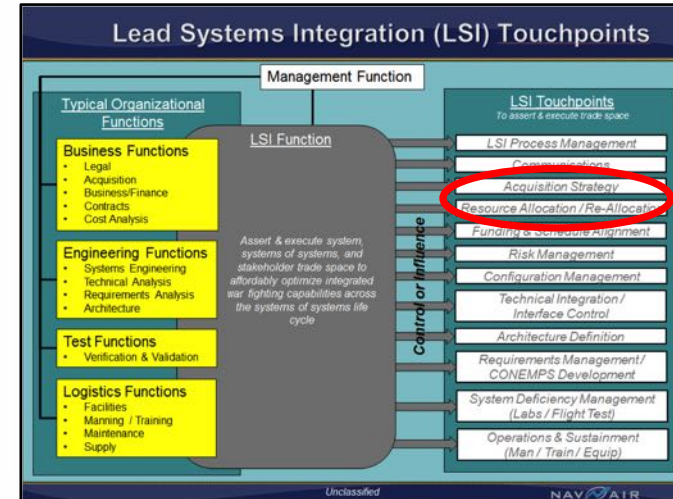 Lead Systems Integration (LSI) Touchpoints
Management Function
Typical Organizational
Functions
Business Functions
• Legal
• Acquisition
• Business/Finance
• Contracts
• Cost Analysis
Engineering Functions
• Systems Engineering
• Technical Analysis
• Requirements Analysis
• Architecture
Test Functions
• Verification & Validation
Logistics Functions
• Facilities
• Manning / Training
• Maintenance
• Supply
LSI Function
Assert & execute system,
systems of systems, and
stakeholder trade space to
affordably optimize integrated
war fighting capabilities across
the systems of systems life
cycle
Control or Influence
LSI Touchpoints
To assert & execute trade space
LSI Process Management
Communications
Acquisition Strategy
Resource Allocation / Re-Allocation
Funding & Schedule Alignment
Risk Management
Configuration Management
Technical Integration /
Interface Control
Architecture Definition
Requirements Management /
CONEMPS Development
System Deficiency Management
(Labs / Flight Test)
Operations & Sustainment
(Man / Train / Equip)
Unclassified
NAVAIR